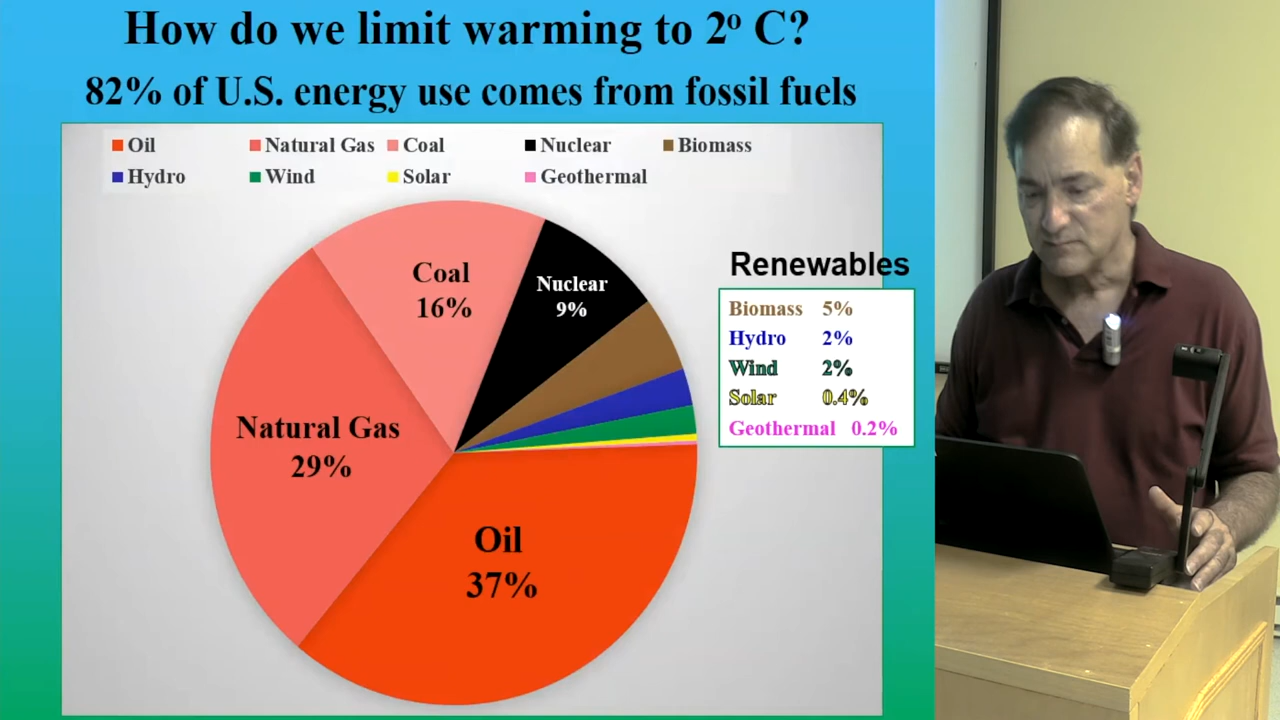 How do we limit warming to 2º C?
82% of U.S. energy use comes from fossil fuels
Oil Natural Gas Coal Nuclear Biomass
Hydro Wind Solar Geothermal
Coal
16%
Nuclear
9%
Natural Gas
29%
Oil
37%
Renewables
Biomass 5%
Hydro 2%
Wind 2%
Solar 0.4%
Geothermal 0.2%